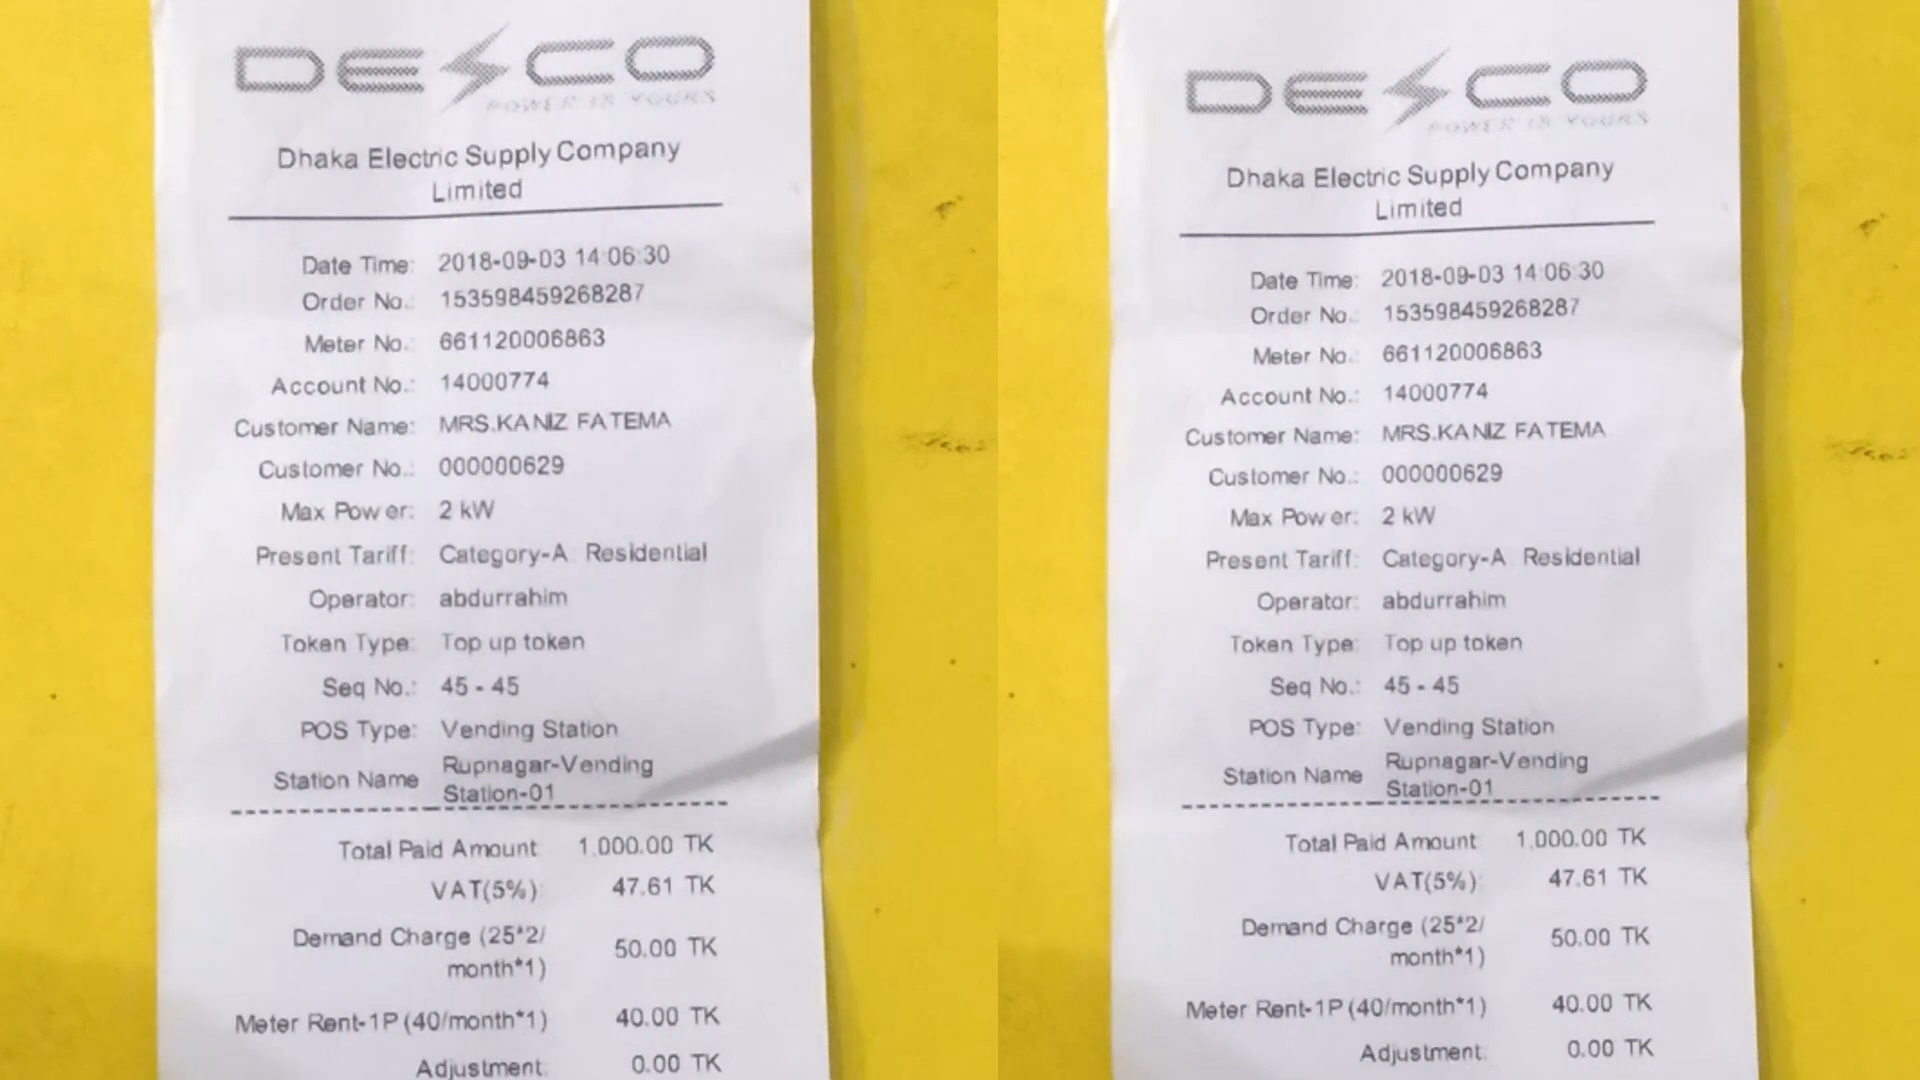 DESCO
POWER IS YOURS
Dhaka Electric Supply Company
Limited
Date Time: 2018-09-03 14:06:30
Order No.: 153598459268287
Meter No.: 661120006863
Account No.: 14000774
Customer Name: MRS.KANIZ FATEMA
Customer No.: 000000629
Max Power: 2 kW
Present Tariff: Category-A: Residential
Operator: abdurrahim
Token Type: Top up token
Seq No.: 45 - 45
POS Type: Vending Station
Station Name Rupnagar-Vending
Station-01
Total Paid Amount: 1,000.00 TK
VAT(5%): 47.61 TK
Demand Charge (25*2/
month*1) 50.00 TK
Meter Rent-1P (40/month*1) 40.00 TK
Adjustment: 0.00 TK
DESCO
POWER IS YOURS
Dhaka Electric Supply Company
Limited
Date Time: 2018-09-03 14:06:30
Order No.: 153598459268287
Meter No.: 661120006863
Account No.: 14000774
Customer Name: MRS.KANIZ FATEMA
Customer No.: 000000629
Max Power: 2 kW
Present Tariff: Category-A: Residential
Operator: abdurrahim
Token Type: Top up token
Seq No.: 45 - 45
POS Type: Vending Station
Station Name Rupnagar-Vending
Station-01
Total Paid Amount: 1,000.00 TK
VAT(5%): 47.61 TK
Demand Charge (25*2/
month*1) 50.00 TK
Meter Rent-1P (40/month*1) 40.00 TK
Adjustment: 0.00 TK